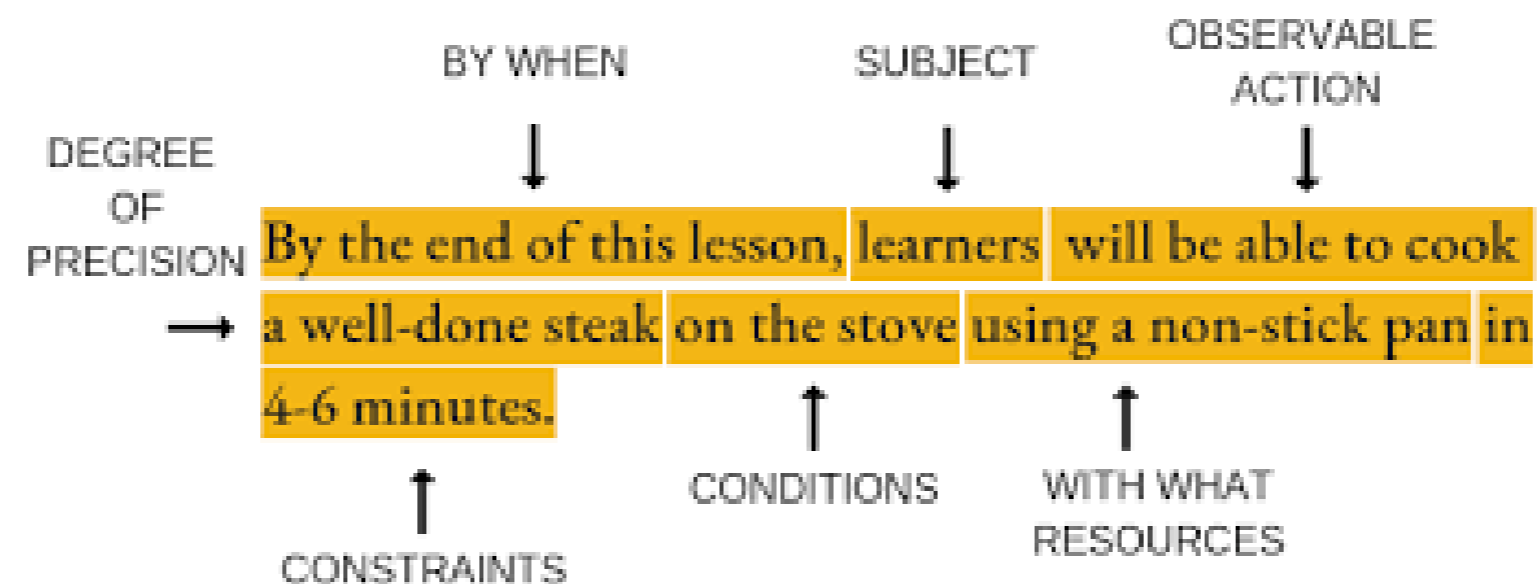 BY WHEN
SUBJECT
OBSERVABLE
ACTION
DEGREE
OF
PRECISION
By the end of this lesson, learners will be able to cook
a well-done steak on the stove using a non-stick pan in
4-6 minutes.
CONDITIONS
WITH WHAT
RESOURCES
CONSTRAINTS